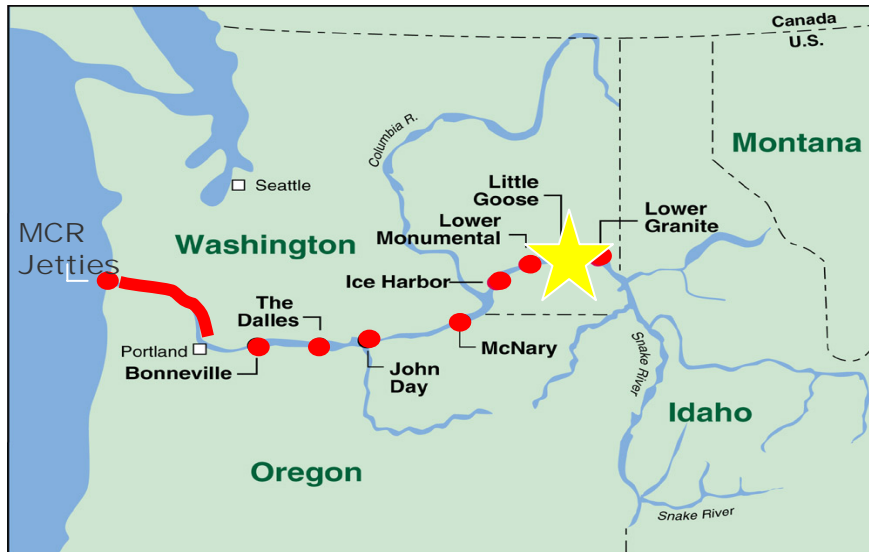 Canada
U.S.
Columbia R.
Montana
Seattle
Little
Goose
Lower
Monumental
Lower
Granite
MCR
Jetties
Washington
Ice Harbor
The
Dalles
Portland
Bonneville
John
Day
McNary
Snake River
Idaho
Oregon
Snake River